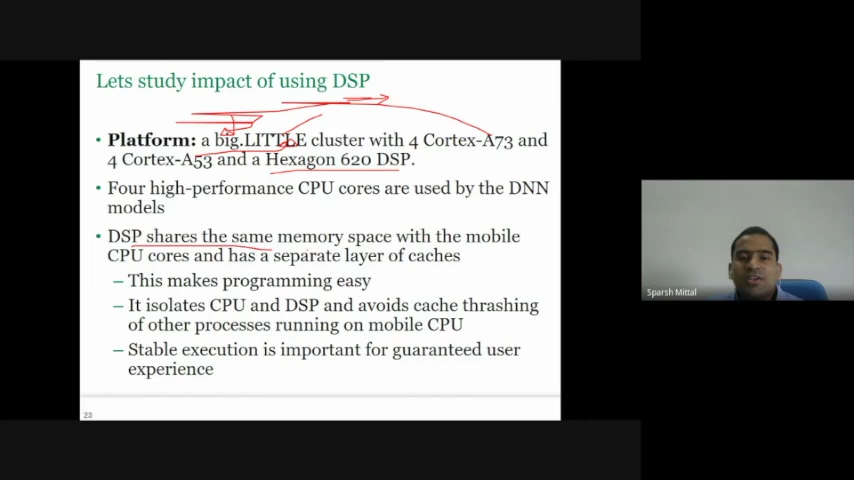 Lets study impact of using DSP
• Platform: a big.LITTLE cluster with 4 Cortex-A73 and
4 Cortex-A53 and a Hexagon 620 DSP.
• Four high-performance CPU cores are used by the DNN
models
• DSP shares the same memory space with the mobile
CPU cores and has a separate layer of caches
– This makes programming easy
– It isolates CPU and DSP and avoids cache thrashing
of other processes running on mobile CPU
– Stable execution is important for guaranteed user
experience
23
Sparsh Mittal